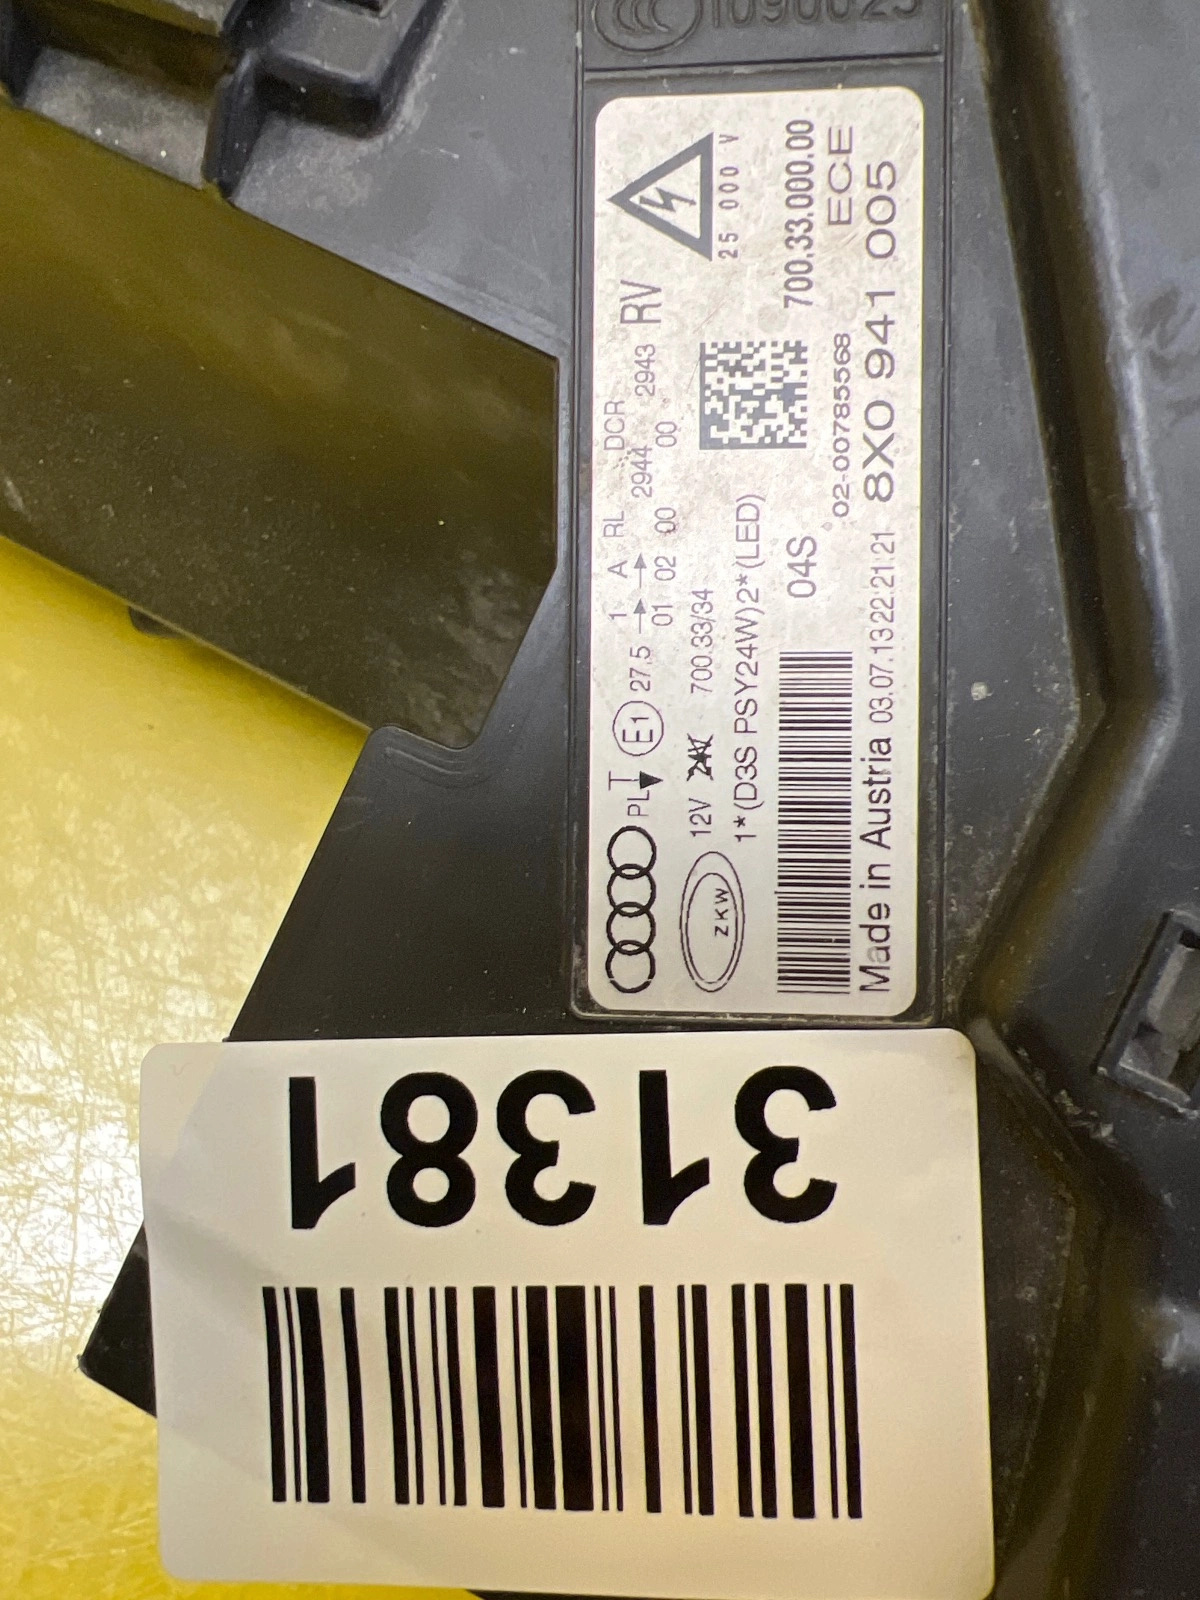 1090023
PL E1 27,5 → 1 → A RL DCR RV
01 02 00 2944 00 2943
25 000 V
12V 24V 700.33/34
ZKW
1*(D3S PSY24W)2*(LED)
700.33.000.00
04S
02-00785568
ECE
Made in Austria 03.07.13 22:21:21 8X0 941 005
31381